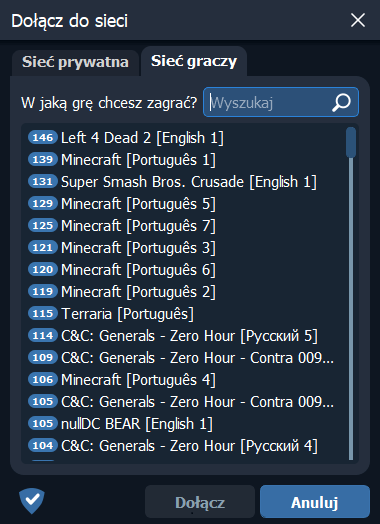 Dołącz do sieci
Sieć prywatna
Sieć graczy
W jaką grę chcesz zagrać?
Wyszukaj
146 Left 4 Dead 2 [English 1]
139 Minecraft [Português 1]
131 Super Smash Bros. Crusade [English 1]
129 Minecraft [Português 5]
125 Minecraft [Português 7]
121 Minecraft [Português 3]
120 Minecraft [Português 6]
119 Minecraft [Português 2]
115 Terraria [Português]
114 C&C: Generals - Zero Hour [Русский 5]
109 C&C: Generals - Zero Hour - Contra 009...
106 Minecraft [Português 4]
105 C&C: Generals - Zero Hour - Contra 009...
105 nullDC BEAR [English 1]
104 C&C: Generals - Zero Hour [Русский 4]
Dołącz
Anuluj